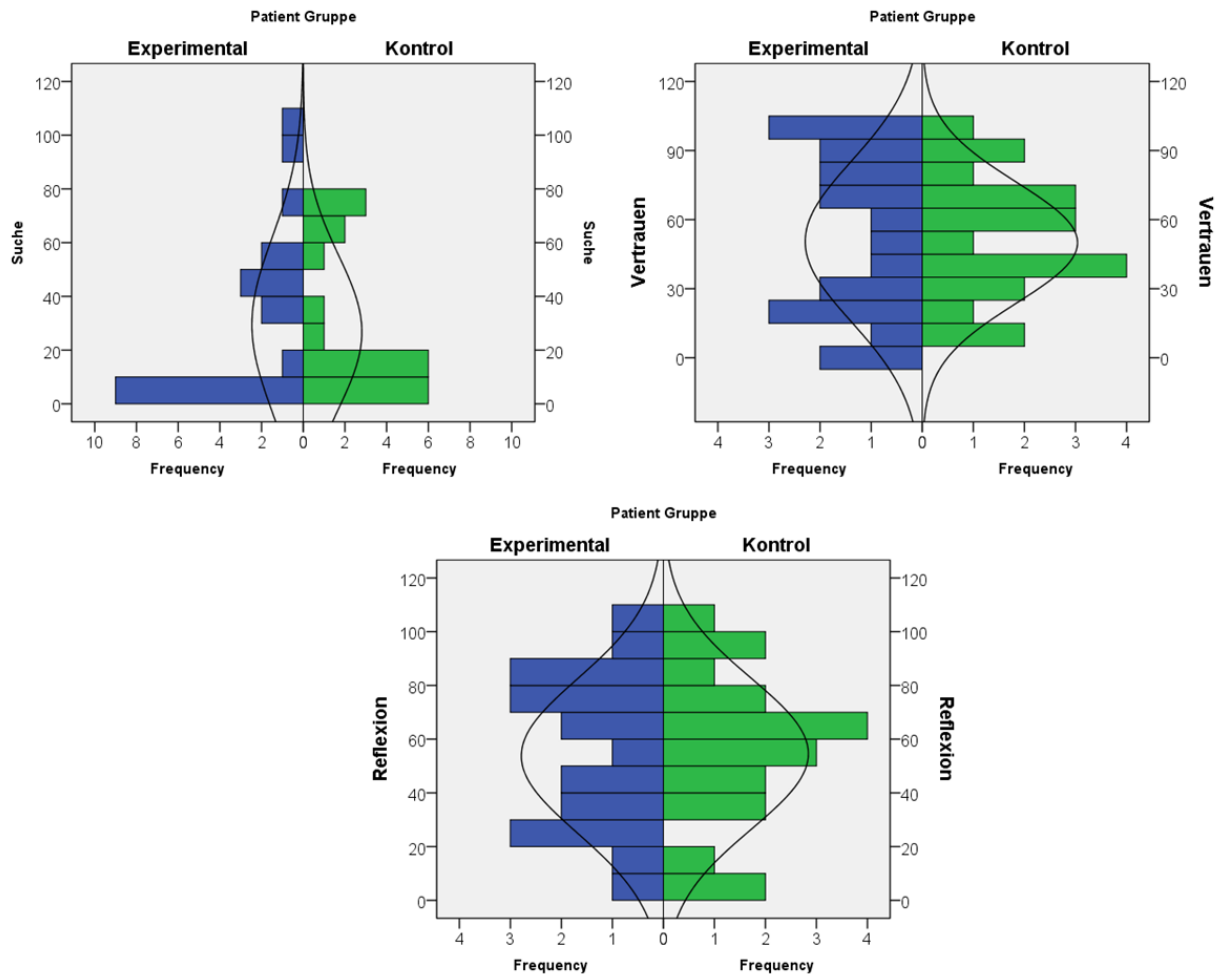 Patient Gruppe
Experimental Kontrol
120 120
100 100
80 80
60 60
40 40
20 20
0 0
Suche Suche
10 8 6 4 2 0 2 4 6 8 10
Frequency Frequency
Patient Gruppe
Experimental Kontrol
120 120
90 90
60 60
30 30
0 0
Vertrauen Vertrauen
4 3 2 1 0 1 2 3 4
Frequency Frequency
Patient Gruppe
Experimental Kontrol
120 120
100 100
80 80
60 60
40 40
20 20
0 0
Reflexion Reflexion
4 3 2 1 0 1 2 3 4
Frequency Frequency